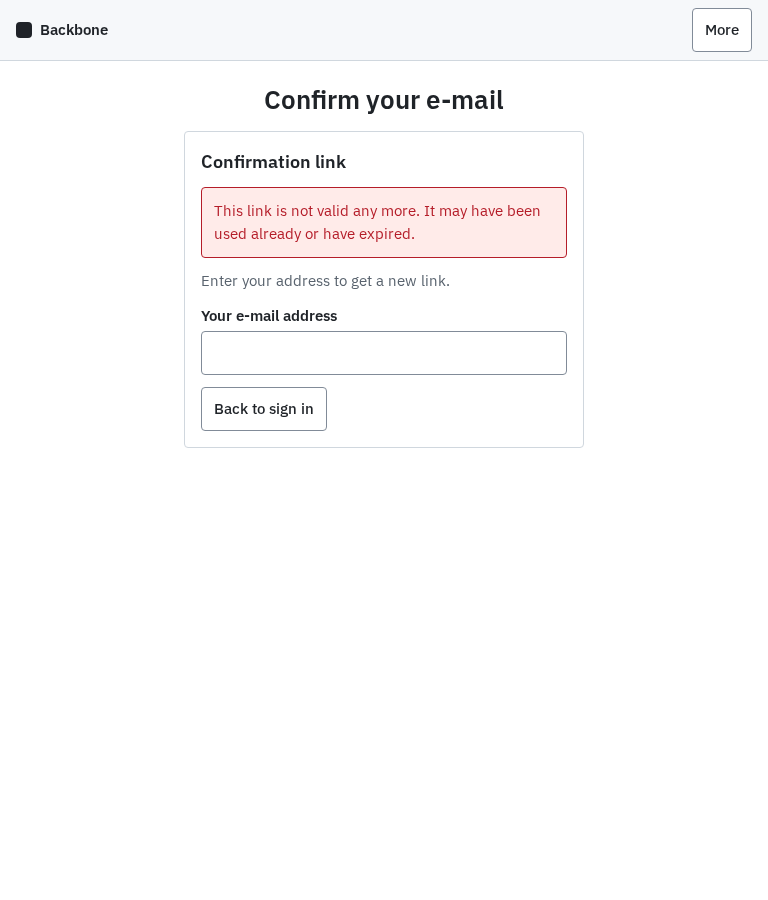 Backbone
More
Confirm your e-mail
Confirmation link
This link is not valid any more. It may have been
used already or have expired.
Enter your address to get a new link.
Your e-mail address
Back to sign in